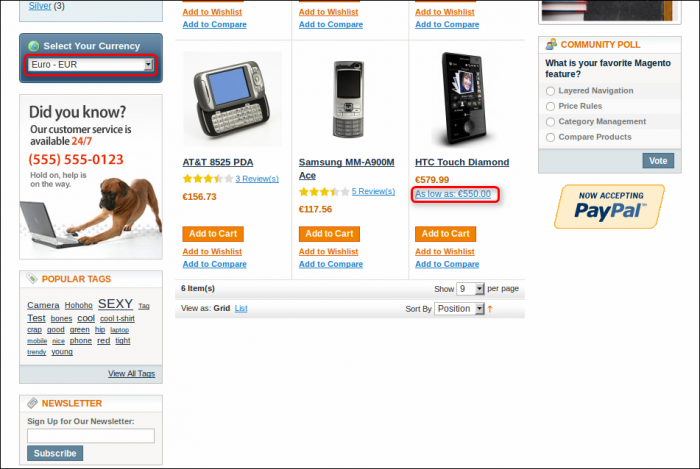 Silver (3)
Select Your Currency
Euro - EUR
Did you know?
Our customer service is
available 24/7
(555) 555-0123
Hold on, help is
on the way.
POPULAR TAGS
Camera Hohoho SEXY Tag
Test bones cool cool t-shirt
crap good green hip laptop
mobile nice phone red tight
trendy young
View All Tags
NEWSLETTER
Sign Up for Our Newsletter:
Subscribe
Add to Wishlist
Add to Compare
Add to Wishlist
Add to Compare
Add to Wishlist
Add to Compare
AT&T 8525 PDA
3 Review(s)
€156.73
Add to Cart
Add to Wishlist
Add to Compare
Samsung MM-A900M
Ace
5 Review(s)
€117.56
Add to Cart
Add to Wishlist
Add to Compare
HTC Touch Diamond
€579.99
As low as: €550.00
Add to Cart
Add to Wishlist
Add to Compare
6 Item(s)
Show 9 per page
View as: Grid List
Sort By Position
COMMUNITY POLL
What is your favorite Magento
feature?
Layered Navigation
Price Rules
Category Management
Compare Products
Vote
NOW ACCEPTING
PayPal